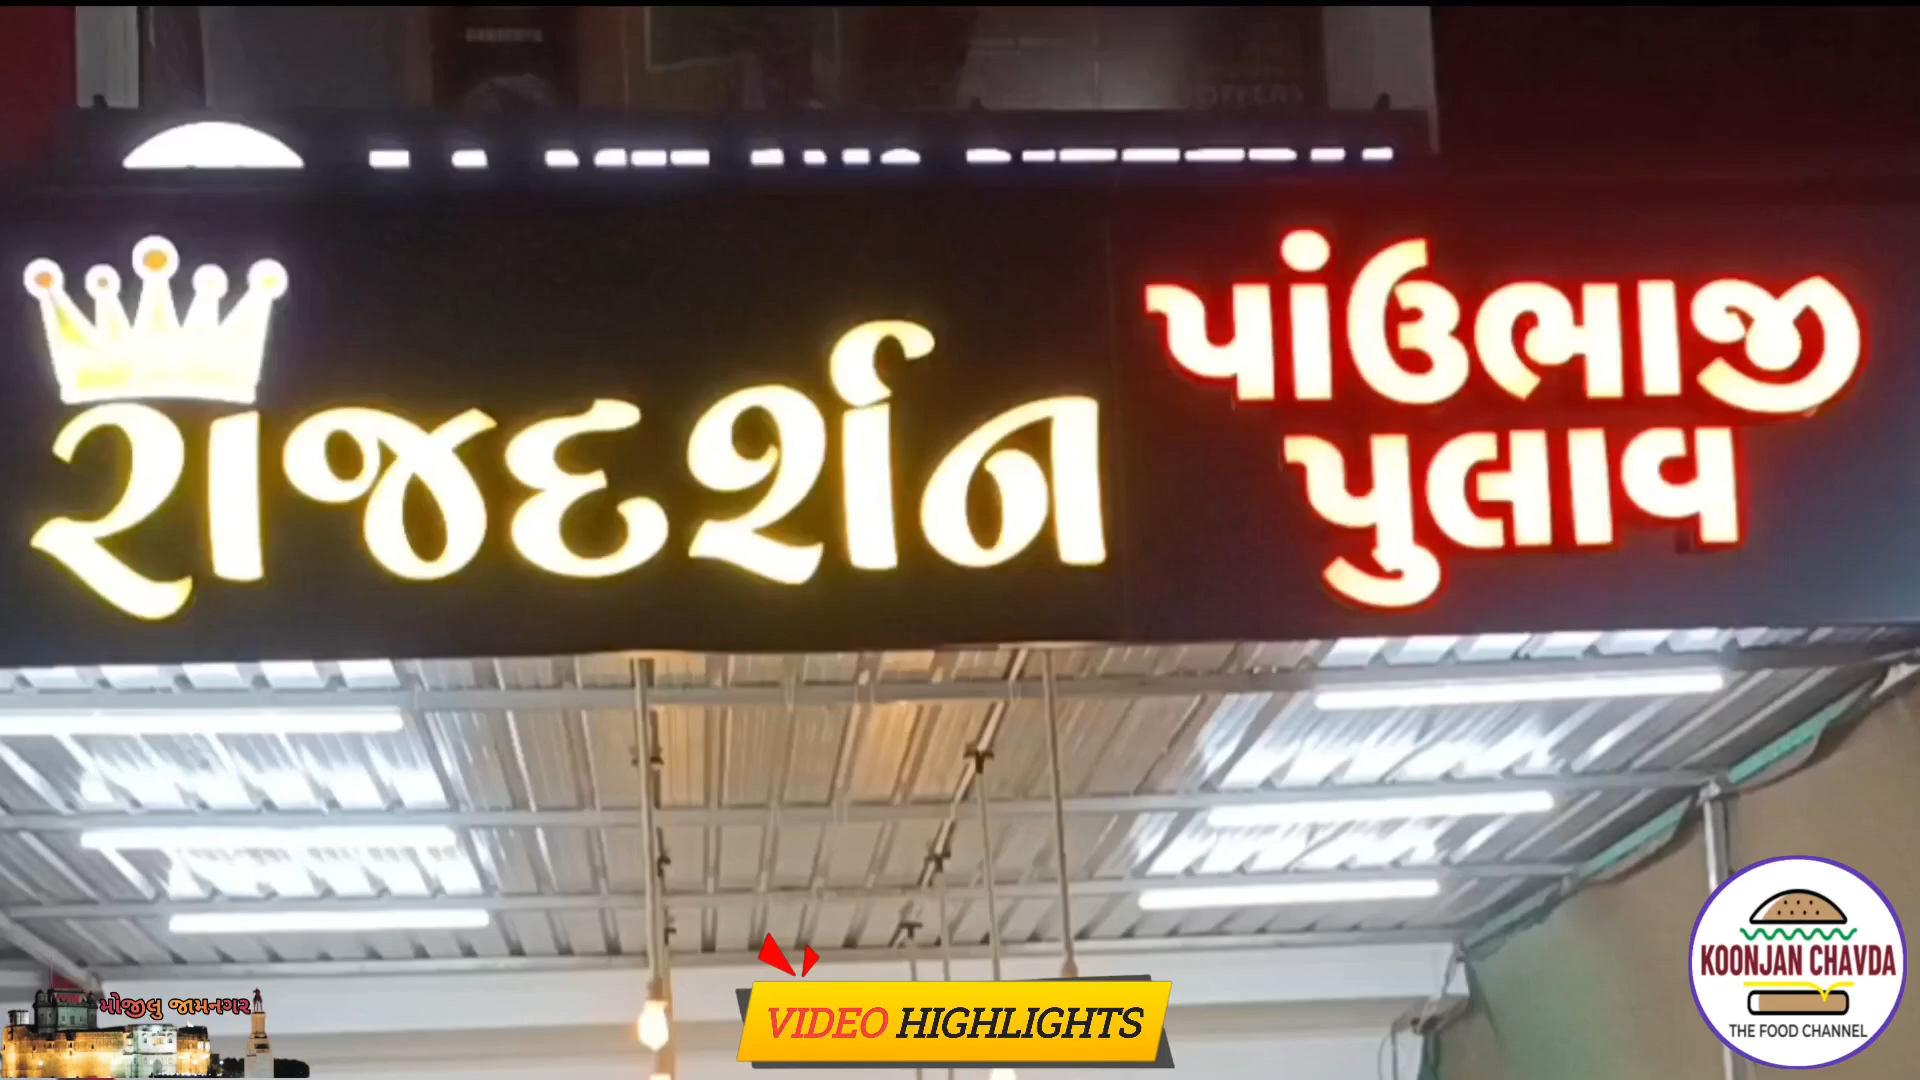 રાજદર્શન
પાંઉભાજી
પુલાવ
મોજીલુ જામનગર
VIDEO HIGHLIGHTS
KOONJAN CHAVDA
THE FOOD CHANNEL